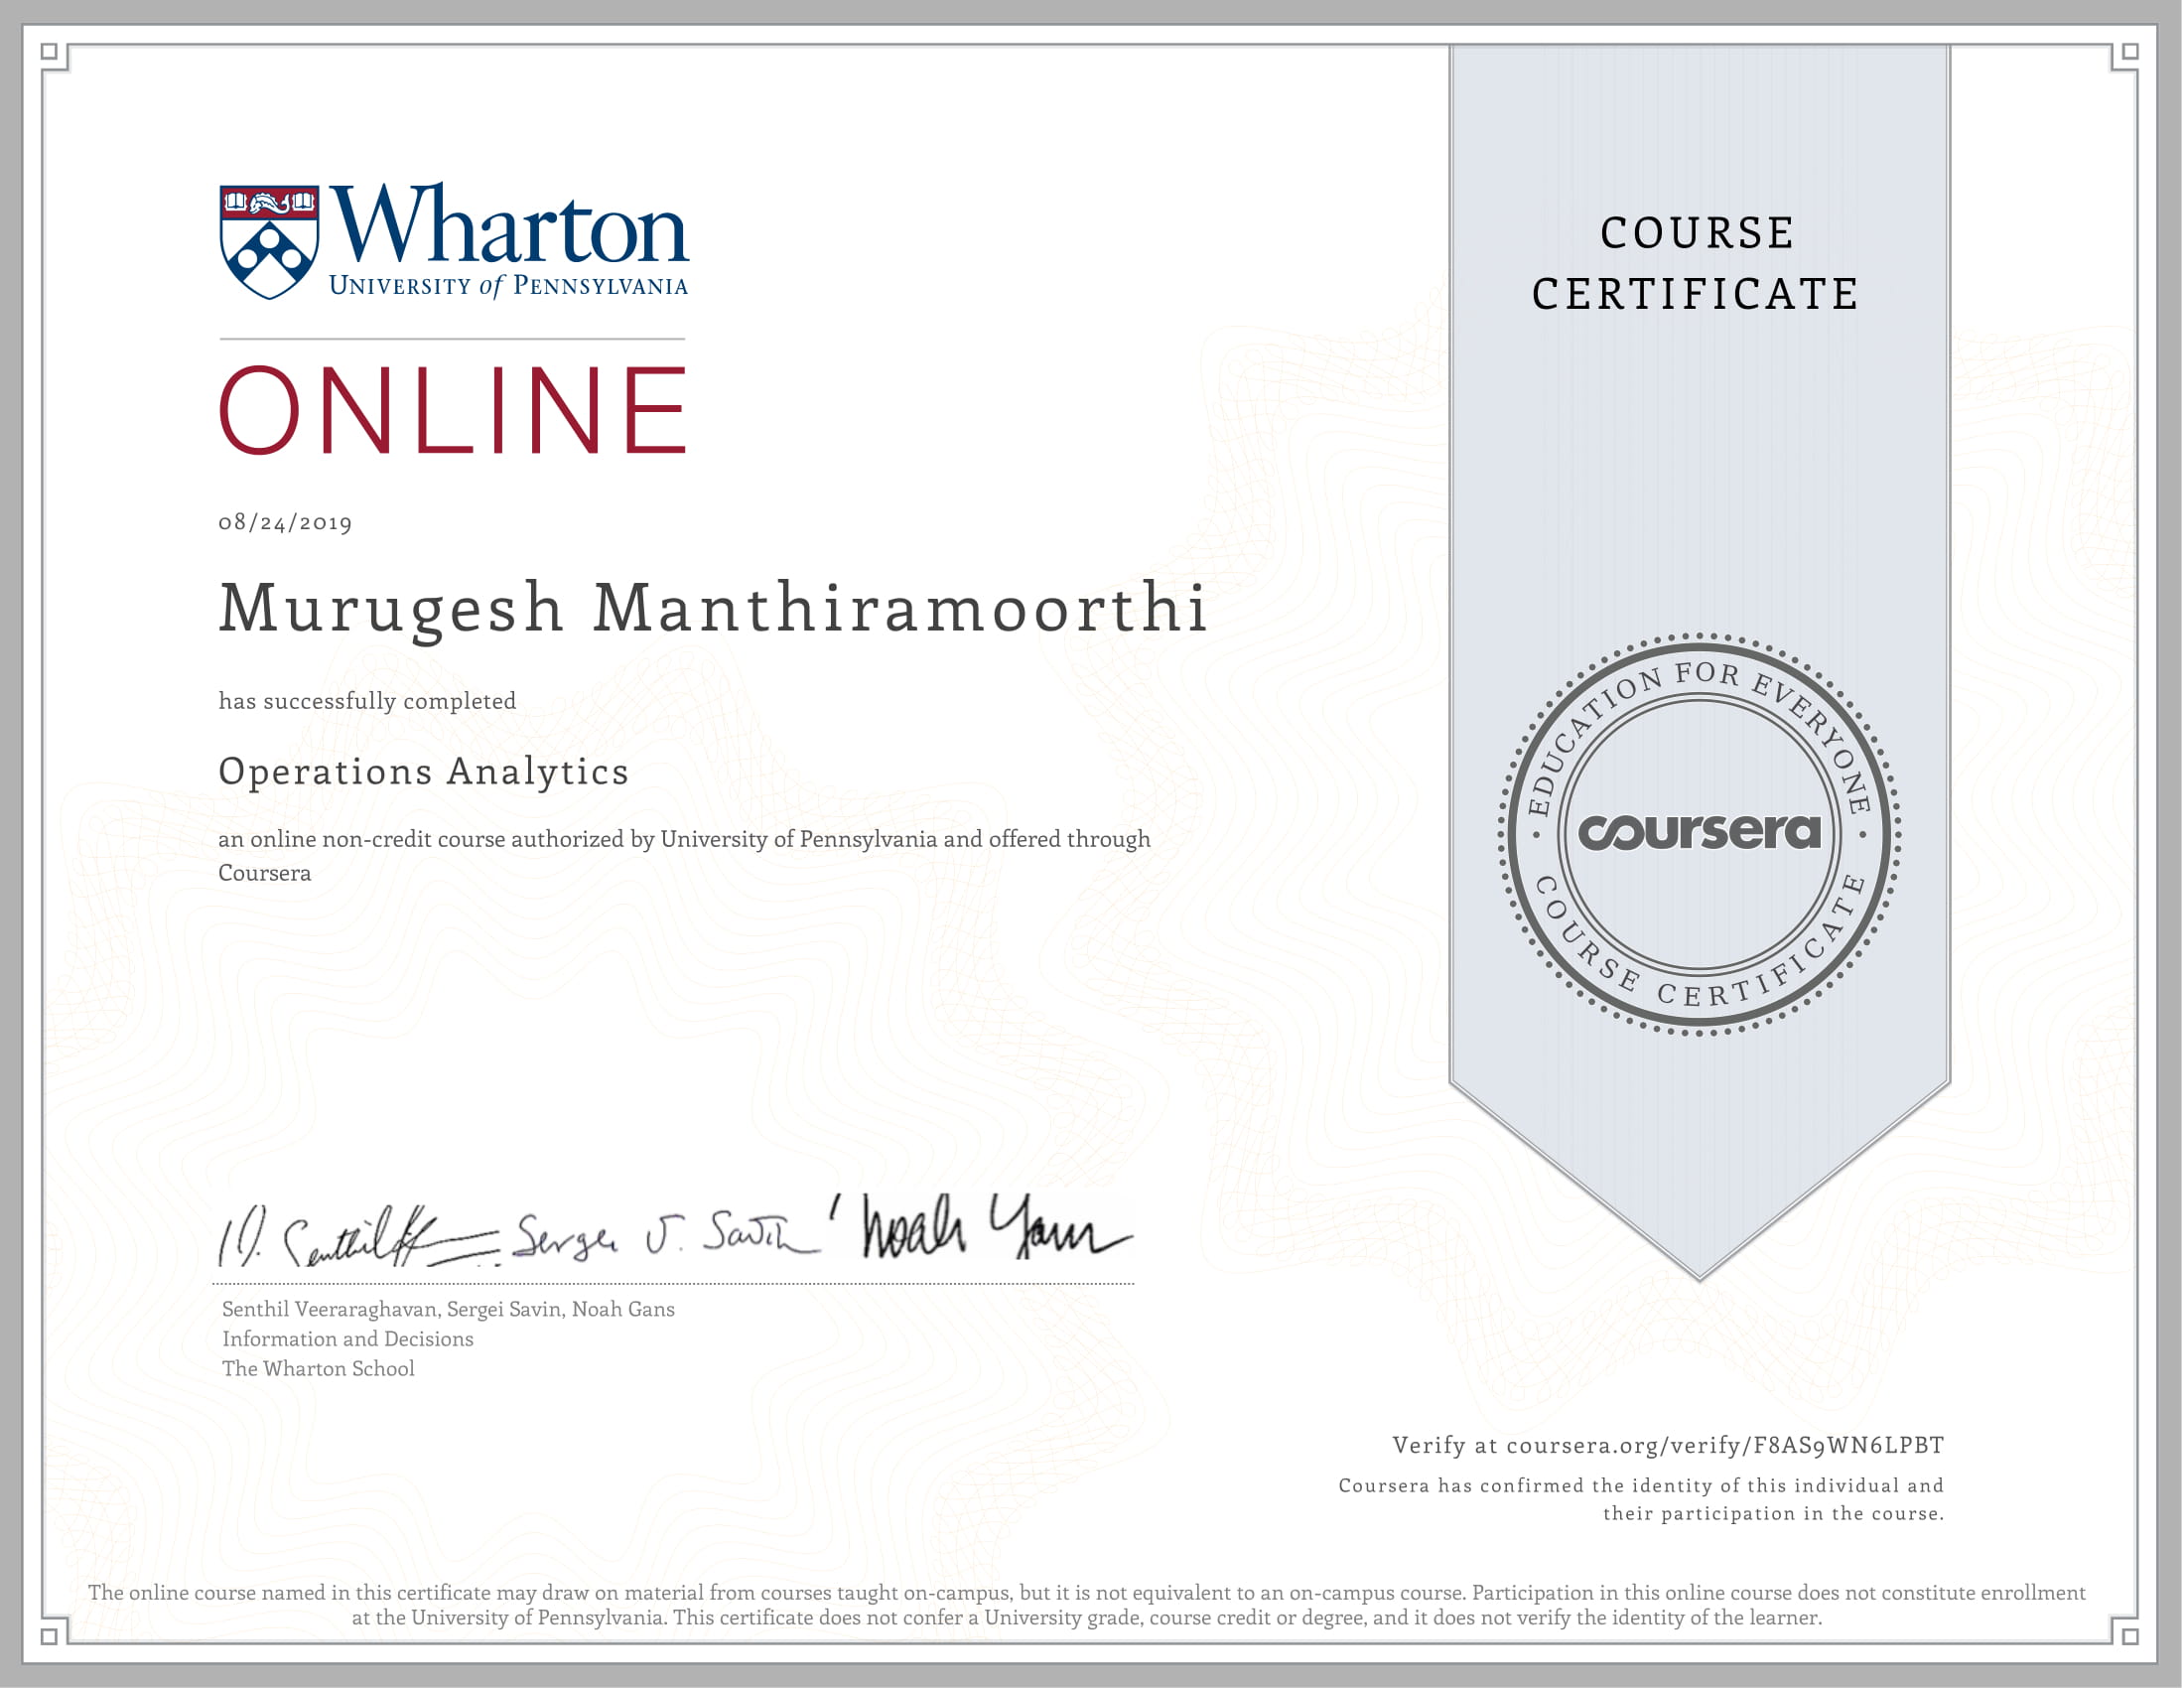 Wharton
UNIVERSITY of PENNSYLVANIA
ONLINE
08/24/2019
Murugesh Manthiramoorthi
has successfully completed
Operations Analytics
an online non-credit course authorized by University of Pennsylvania and offered through
Coursera
COURSE
CERTIFICATE
EDUCATION FOR EVERYONE
coursera
COURSE CERTIFICATE
Senthil Veeraraghavan, Sergei Savin, Noah Gans
Information and Decisions
The Wharton School
Verify at coursera.org/verify/F8AS9WN6LPBT
Coursera has confirmed the identity of this individual and
their participation in the course.
The online course named in this certificate may draw on material from courses taught on-campus, but it is not equivalent to an on-campus course. Participation in this online course does not constitute enrollment
at the University of Pennsylvania. This certificate does not confer a University grade, course credit or degree, and it does not verify the identity of the learner.